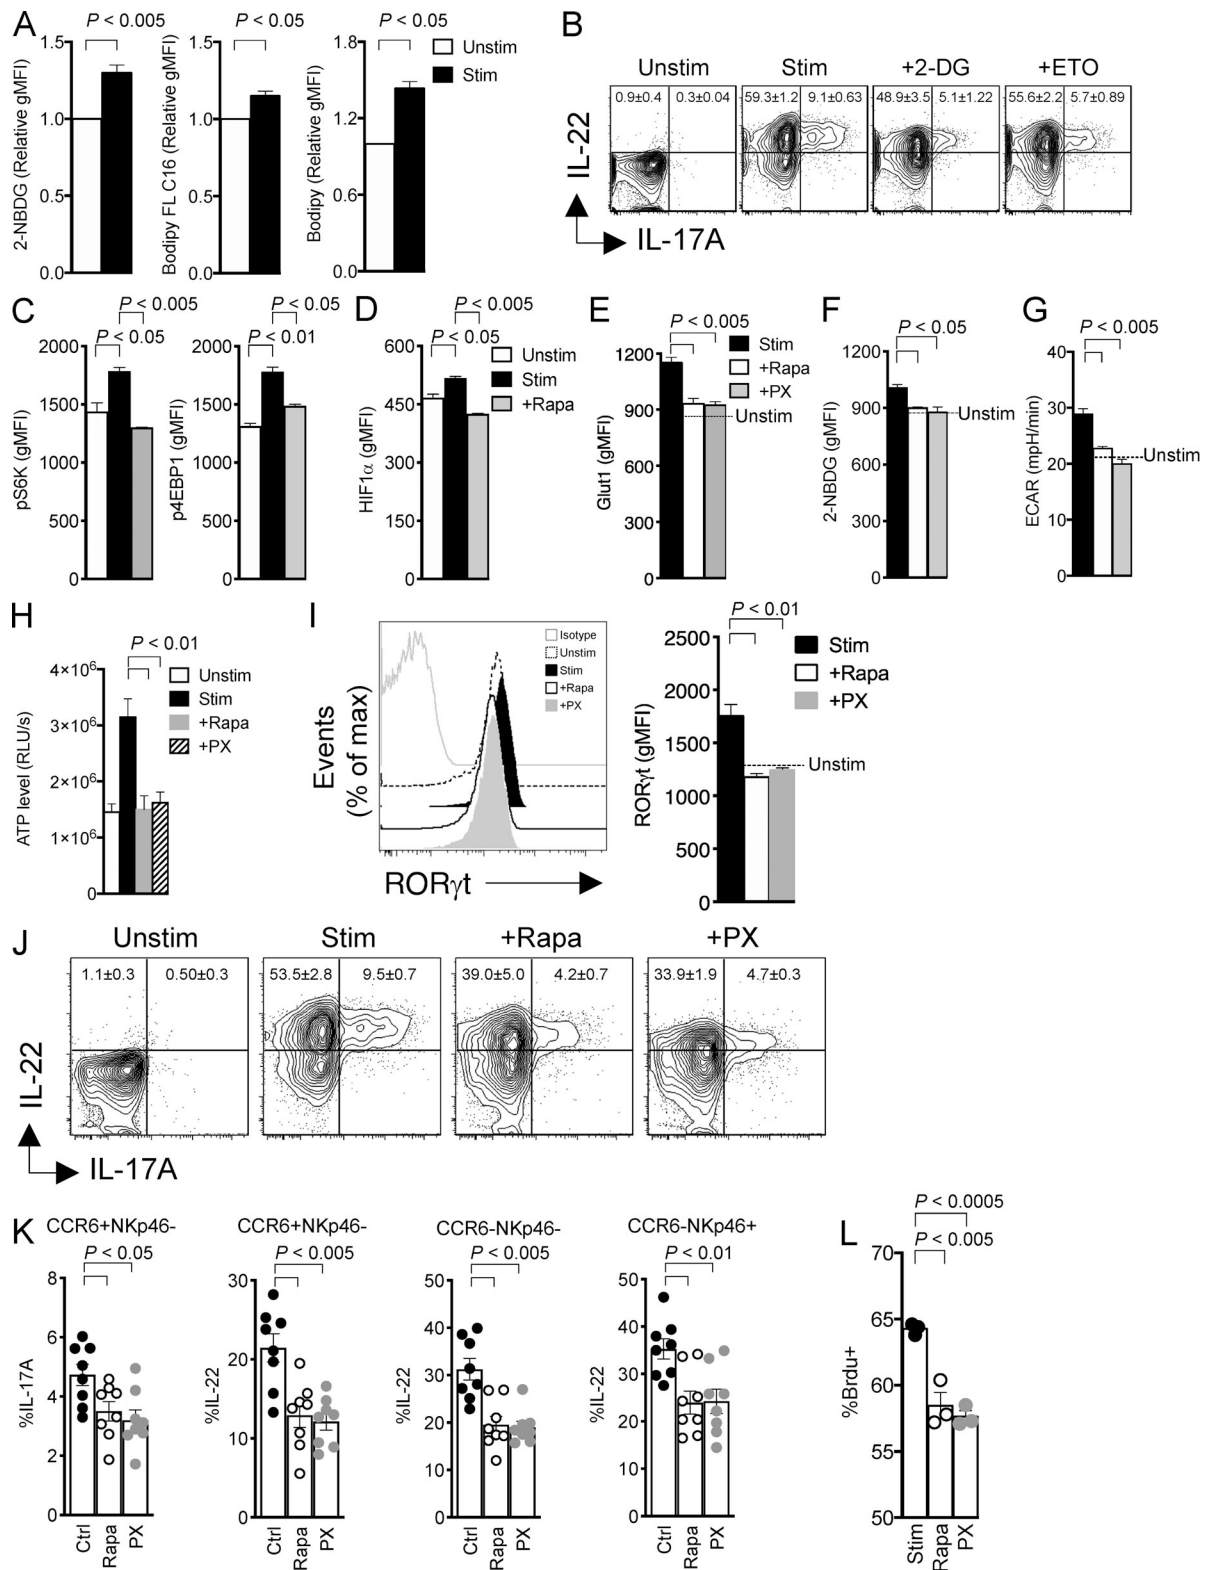 A
P < 0.005
P < 0.05
P < 0.05
Unstim
Stim
2-NBDG (Relative gMFI)
1.5
1.0
0.5
0.0
Bodipy FL C16 (Relative gMFI)
1.5
1.0
0.5
0.0
Bodipy (Relative gMFI)
1.8
1.2
0.6
0.0
B
Unstim
Stim
+2-DG
+ETO
0.9±0.4 0.3±0.04
59.3±1.2 9.1±0.63
48.9±3.5 5.1±1.22
55.6±2.2 5.7±0.89
IL-22
IL-17A
C
P < 0.005
P < 0.05
pS6K (gMFI)
2000
1500
1000
500
0
P < 0.05
P < 0.01
p4EBP1 (gMFI)
2000
1500
1000
500
0
D
P < 0.005
P < 0.05
HIF1α (gMFI)
600
450
300
150
0
Unstim
Stim
+Rapa
E
P < 0.005
Glut1 (gMFI)
1200
900
600
300
0
Stim
+Rapa
+PX
Unstim
F
P < 0.05
2-NBDG (gMFI)
1200
900
600
300
0
Unstim
G
P < 0.005
ECAR (mpH/min)
40
30
20
10
0
Unstim
H
P < 0.01
ATP level (RLU/s)
4×10⁶
3×10⁶
2×10⁶
1×10⁶
0
Unstim
Stim
+Rapa
+PX
I
Events
(% of max)
RORγt
Isotype
Unstim
Stim
+Rapa
+PX
P < 0.01
RORγt (gMFI)
2500
2000
1500
1000
500
0
Stim
+Rapa
+PX
Unstim
J
Unstim
Stim
+Rapa
+PX
1.1±0.3 0.50±0.3
53.5±2.8 9.5±0.7
39.0±5.0 4.2±0.7
33.9±1.9 4.7±0.3
IL-22
IL-17A
K
CCR6+NKp46-
P < 0.05
%IL-17A
8
6
4
2
0
Ctrl
Rapa
PX
CCR6+NKp46-
P < 0.005
%IL-22
30
20
10
0
Ctrl
Rapa
PX
CCR6-NKp46-
P < 0.005
%IL-22
50
40
30
20
10
0
Ctrl
Rapa
PX
CCR6-NKp46+
P < 0.01
%IL-22
50
40
30
20
10
0
Ctrl
Rapa
PX
L
P < 0.0005
P < 0.005
%Brdu+
70
65
60
55
50
Stim
Rapa
PX